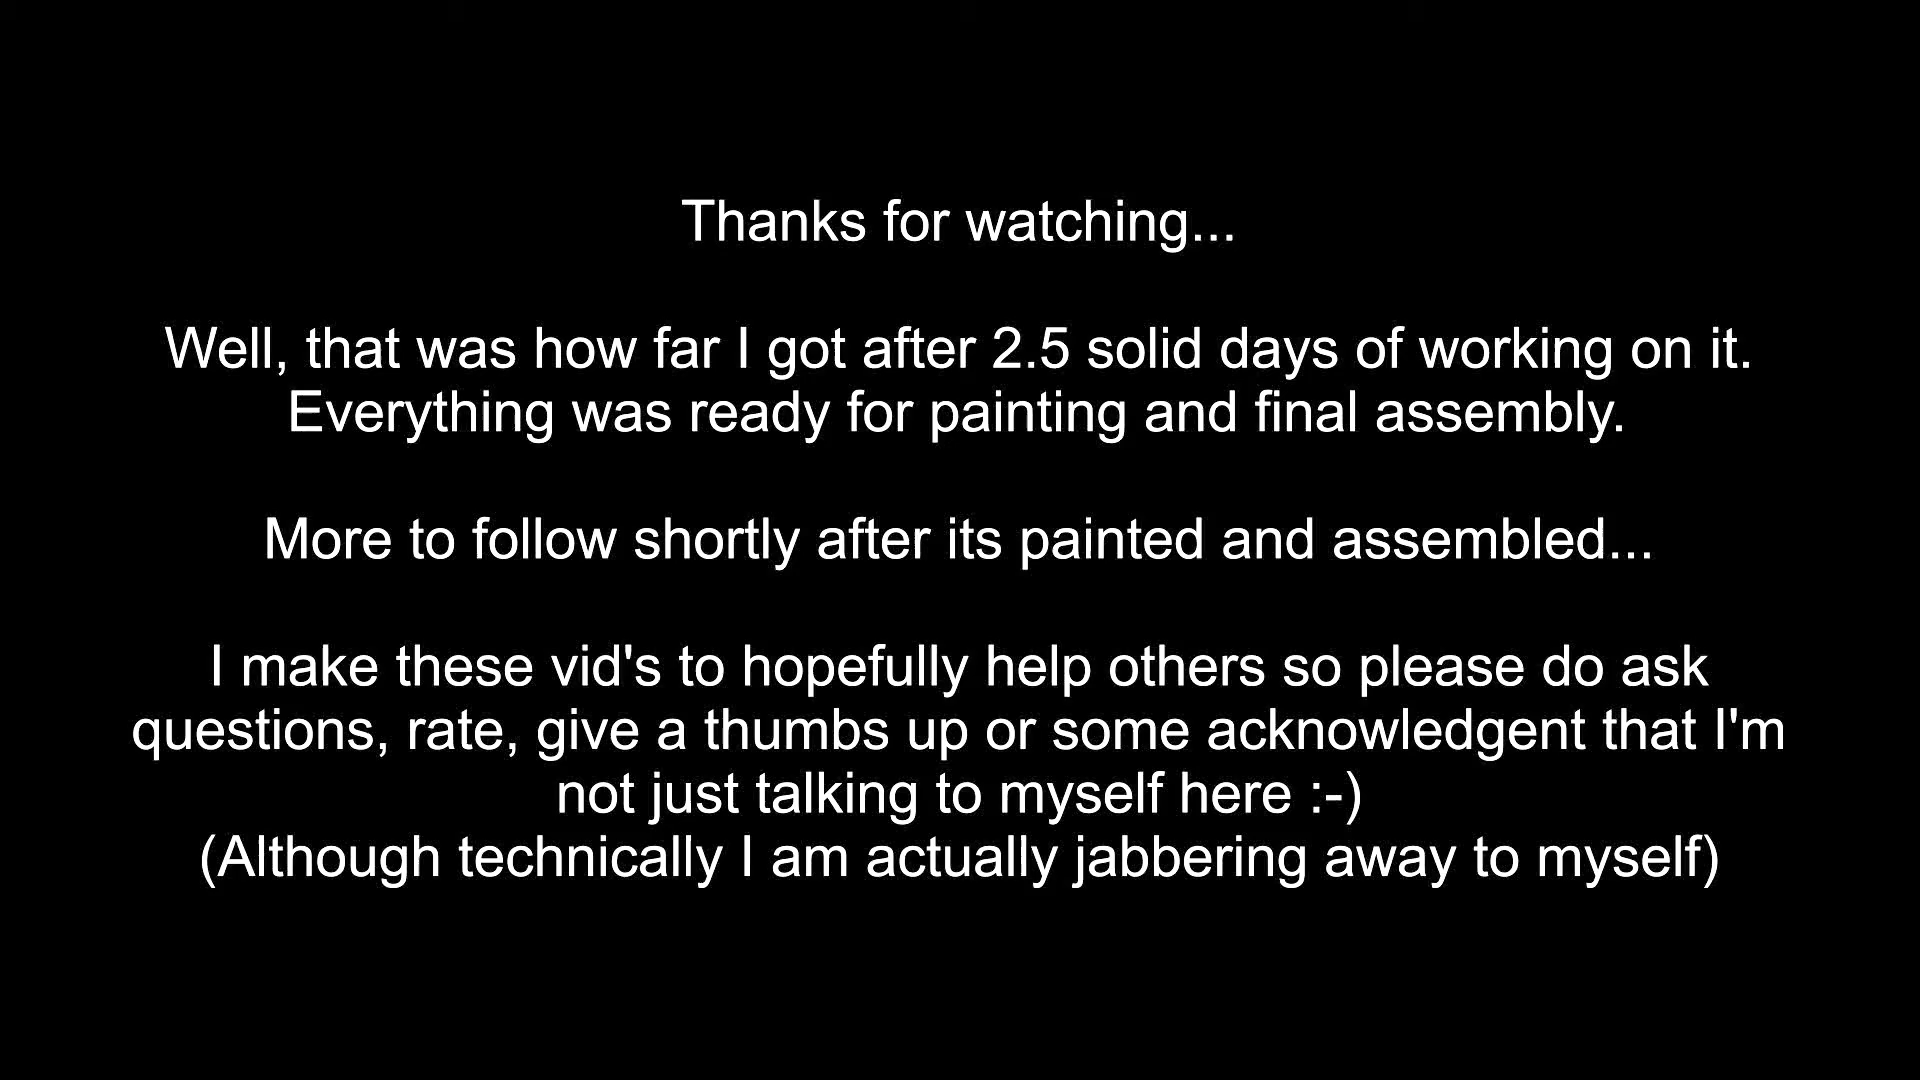 Thanks for watching...
Well, that was how far I got after 2.5 solid days of working on it.
Everything was ready for painting and final assembly.
More to follow shortly after its painted and assembled...
I make these vid's to hopefully help others so please do ask
questions, rate, give a thumbs up or some acknowledgent that I'm
not just talking to myself here :-)
(Although technically I am actually jabbering away to myself)